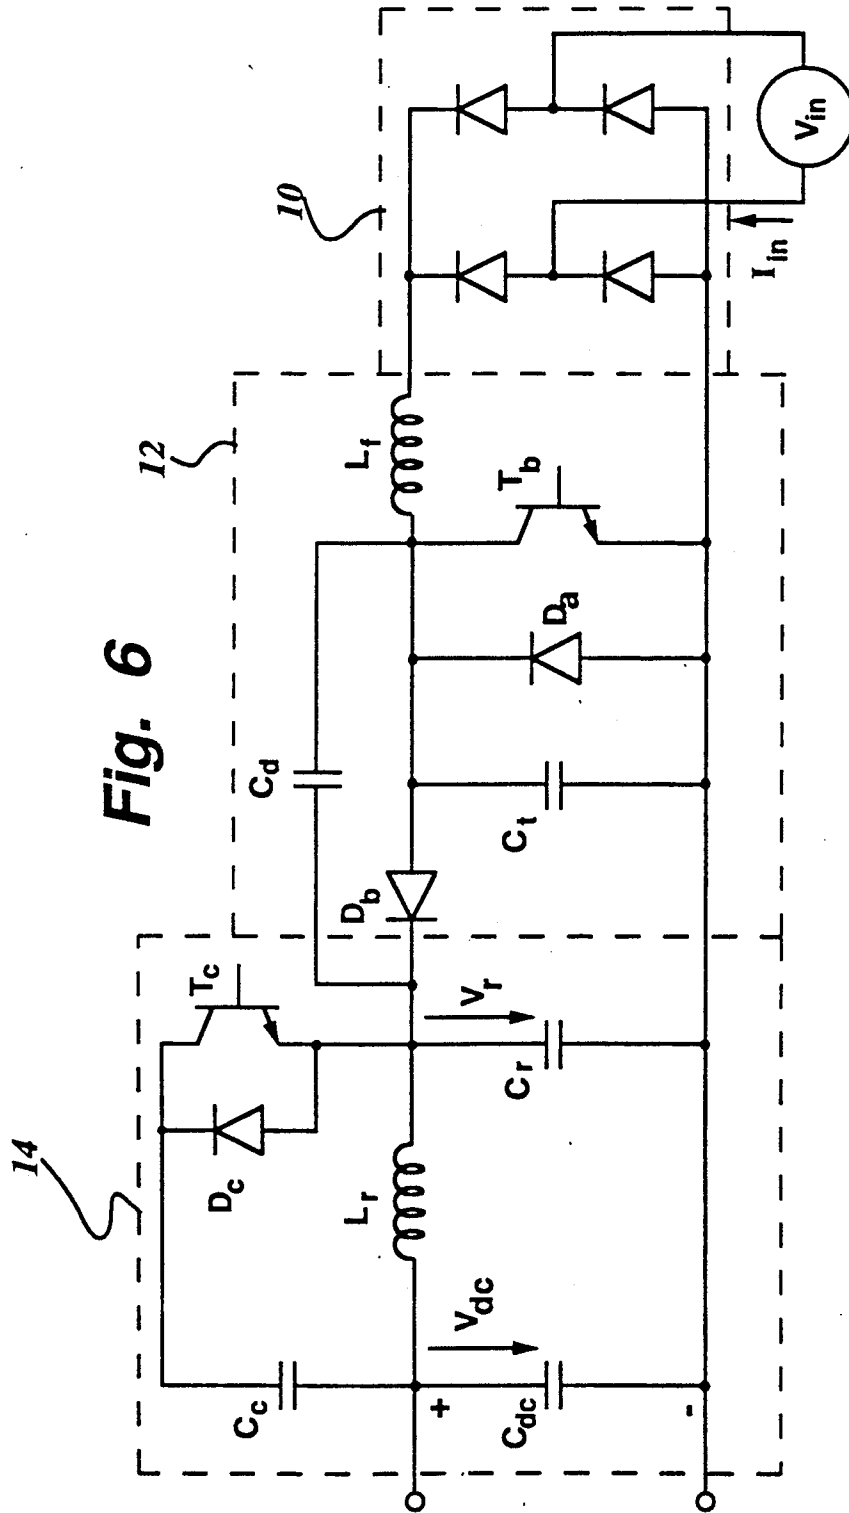 Fig. 6
14
12
10
T_c
D_c
C_c
L_r
V_dc
C_dc
+
-
V_r
C_r
D_b
C_d
C_t
D_a
T_b
L_f
I_in
V_in